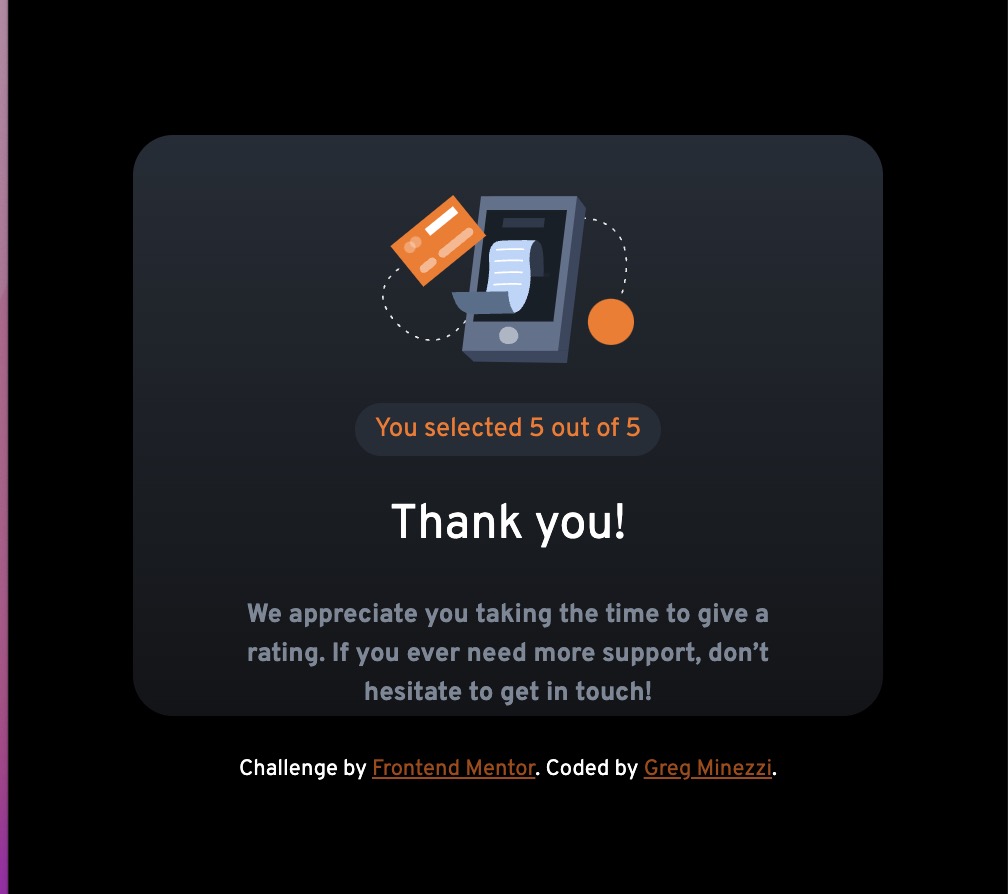 You selected 5 out of 5
Thank you!
We appreciate you taking the time to give a
rating. If you ever need more support, don’t
hesitate to get in touch!
Challenge by Frontend Mentor. Coded by Greg Minezzi.